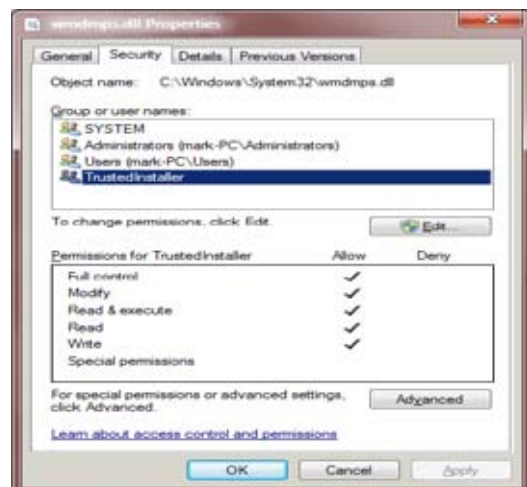 wmdmps.dll Properties
General Security Details Previous Versions
Object name: C:\Windows\System32\wmdmps.dll
Group or user names:
SYSTEM
Administrators (mark-PC\Administrators)
Users (mark-PC\Users)
TrustedInstaller
To change permissions, click Edit.
Edit...
Permissions for TrustedInstaller Allow Deny
Full control
Modify
Read & execute
Read
Write
Special permissions
For special permissions or advanced settings,
click Advanced.
Advanced
Learn about access control and permissions
OK Cancel Apply